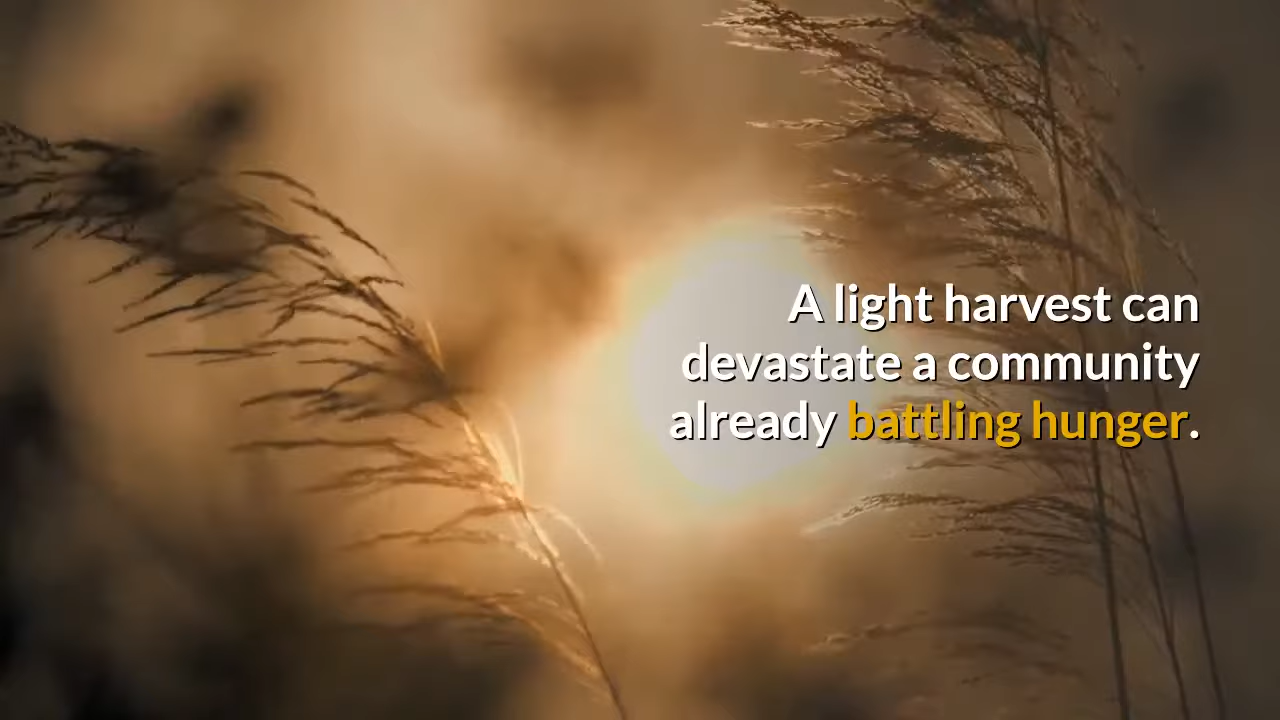 A light harvest can
devastate a community
already battling hunger.